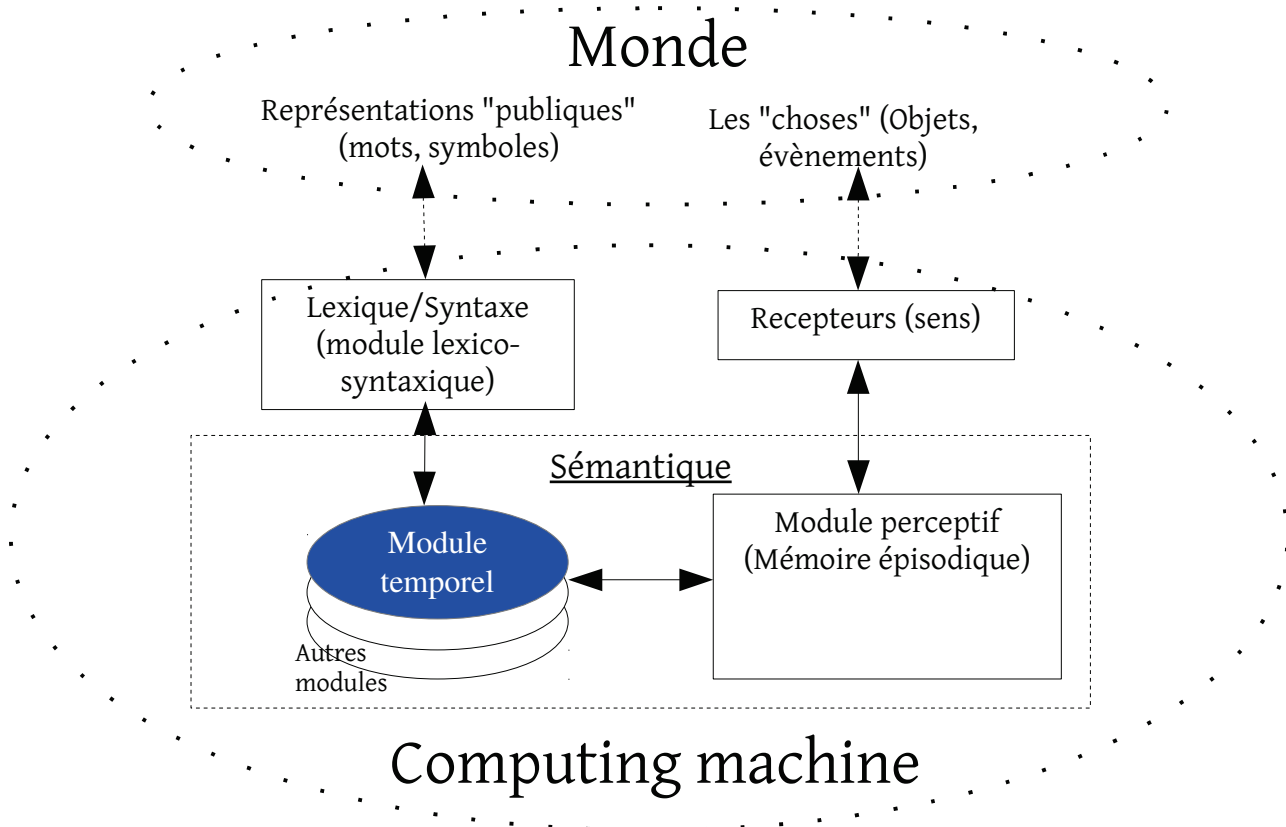 Monde
Représentations "publiques"
(mots, symboles)
Les "choses" (Objets,
évènements)
Lexique/Syntaxe
(module lexico-
syntaxique)
Recepteurs (sens)
Sémantique
Module
temporel
Module perceptif
(Mémoire épisodique)
Autres
modules
Computing machine